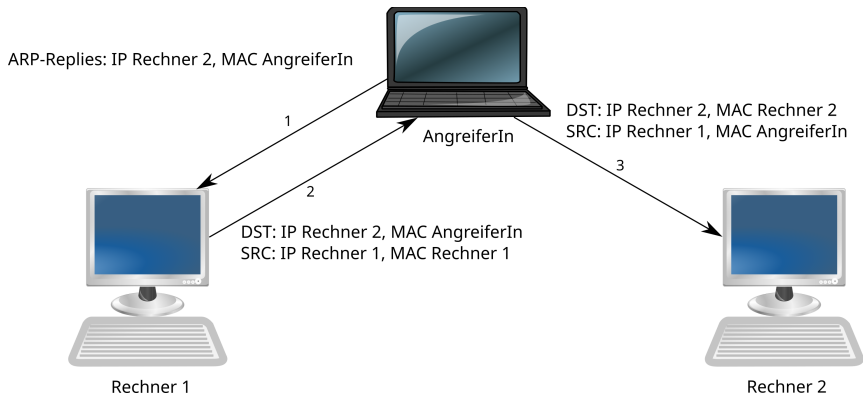 ARP-Replies: IP Rechner 2, MAC AngreiferIn
1
AngreiferIn
DST: IP Rechner 2, MAC Rechner 2
SRC: IP Rechner 1, MAC AngreiferIn
3
2
DST: IP Rechner 2, MAC AngreiferIn
SRC: IP Rechner 1, MAC Rechner 1
Rechner 1
Rechner 2